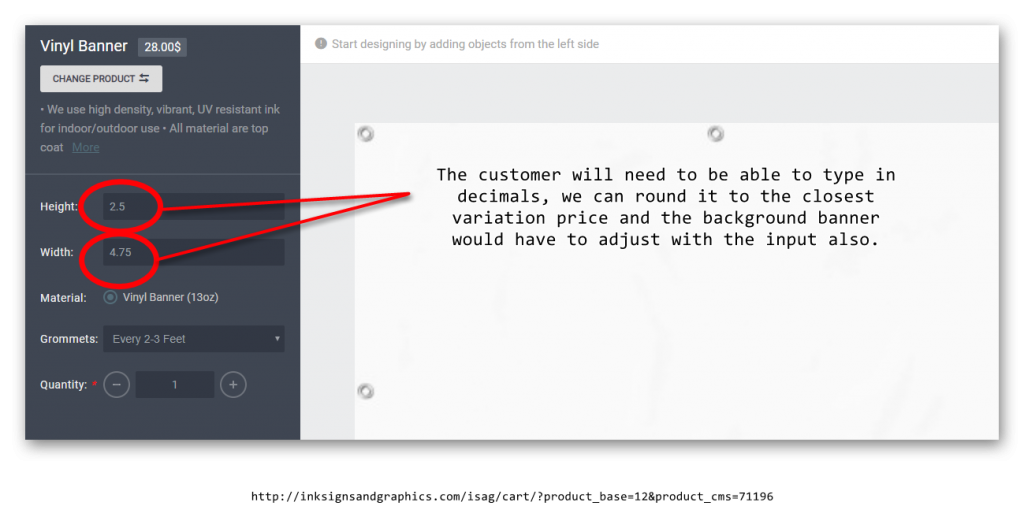 Vinyl Banner 28.00$
Start designing by adding objects from the left side
CHANGE PRODUCT
• We use high density, vibrant, UV resistant ink
for indoor/outdoor use • All material are top
coat More
Height: 2.5
Width: 4.75
Material: Vinyl Banner (13oz)
Grommets: Every 2-3 Feet
Quantity: * − 1 +
The customer will need to be able to type in
decimals, we can round it to the closest
variation price and the background banner
would have to adjust with the input also.
http://inksignsandgraphics.com/isag/cart/?product_base=12&product_cms=71196